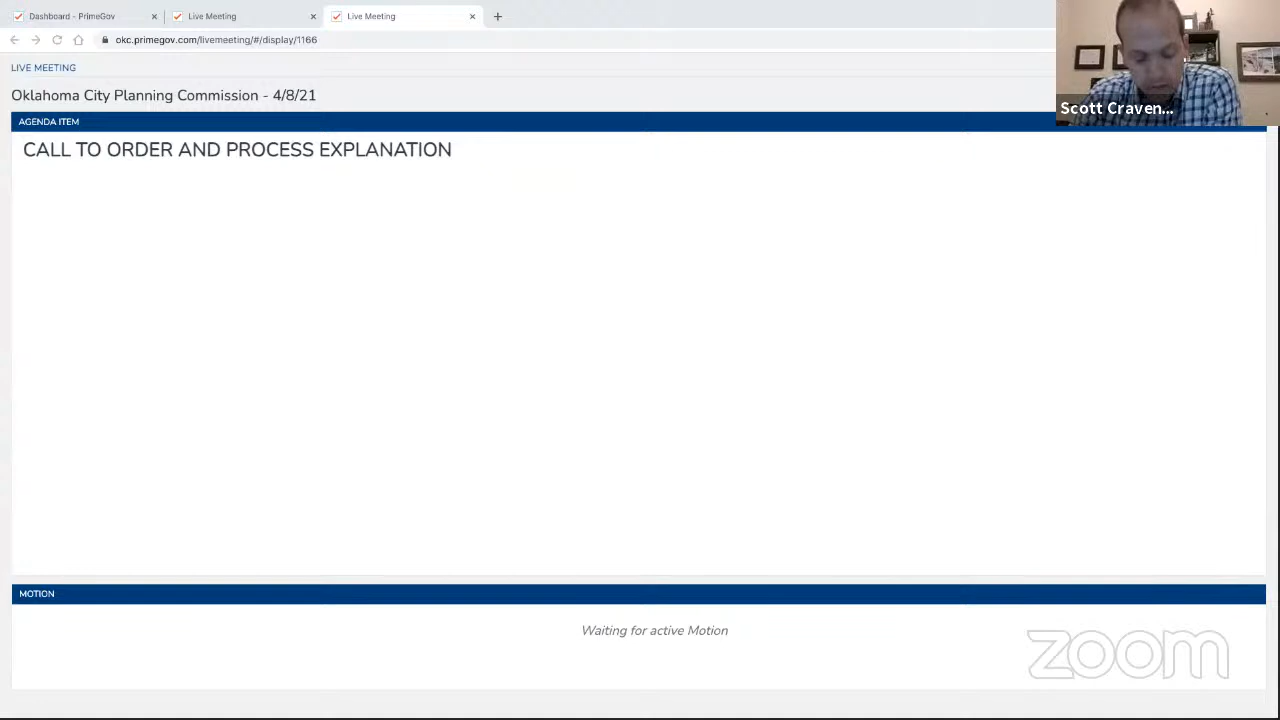 Dashboard - PrimeGov
Live Meeting
Live Meeting
okc.primegov.com/livemeeting/#/display/1166
LIVE MEETING
Oklahoma City Planning Commission - 4/8/21
Scott Craven...
AGENDA ITEM
CALL TO ORDER AND PROCESS EXPLANATION
MOTION
Waiting for active Motion
zoom